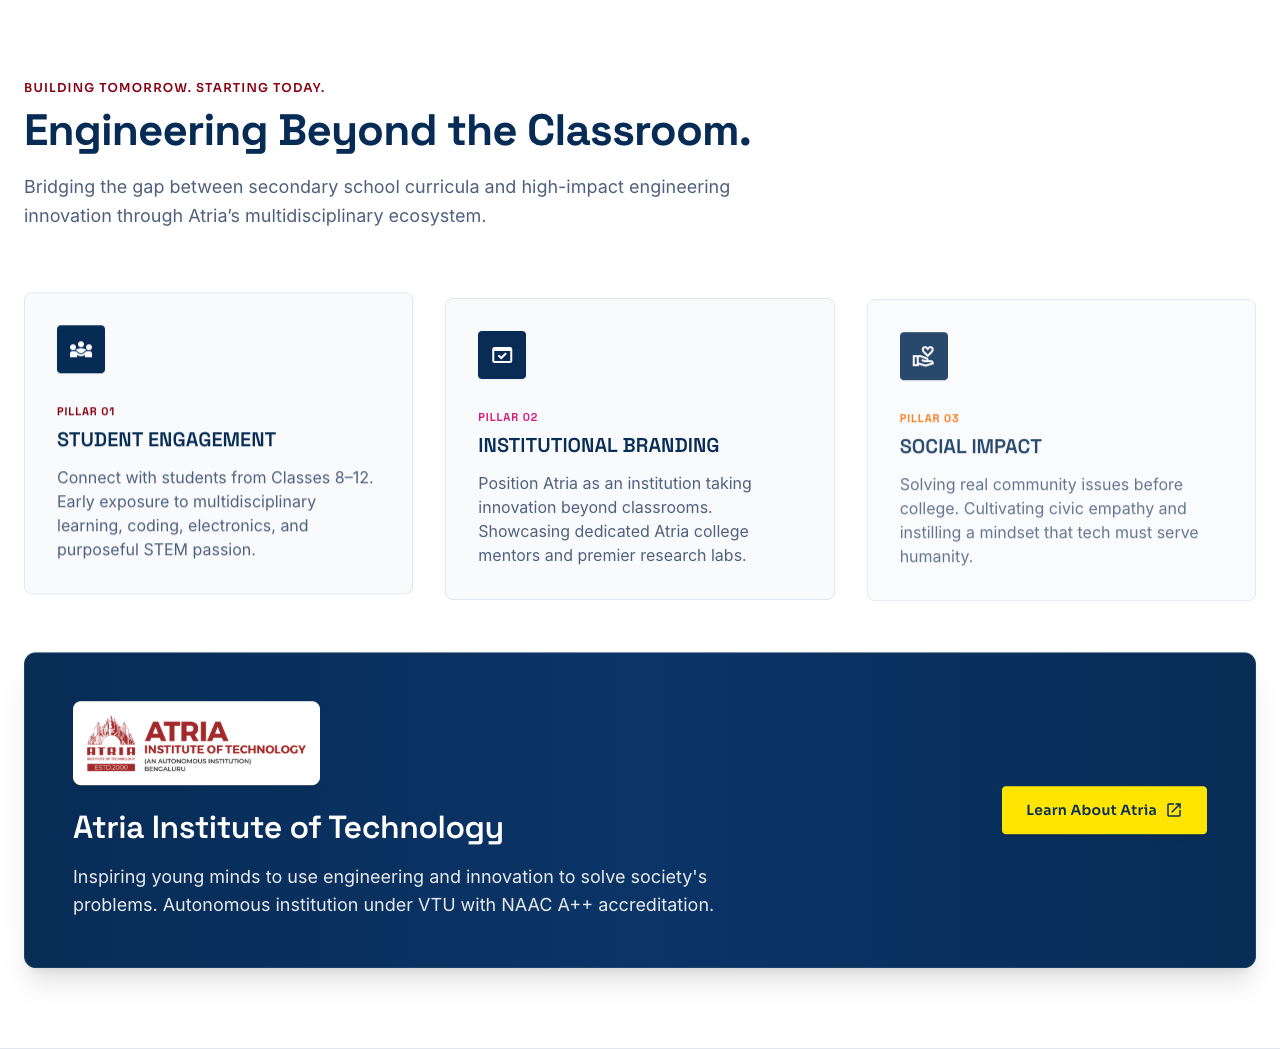 BUILDING TOMORROW. STARTING TODAY.
Engineering Beyond the Classroom.
Bridging the gap between secondary school curricula and high-impact engineering
innovation through Atria’s multidisciplinary ecosystem.
PILLAR 01
STUDENT ENGAGEMENT
Connect with students from Classes 8–12.
Early exposure to multidisciplinary
learning, coding, electronics, and
purposeful STEM passion.
PILLAR 02
INSTITUTIONAL BRANDING
Position Atria as an institution taking
innovation beyond classrooms.
Showcasing dedicated Atria college
mentors and premier research labs.
PILLAR 03
SOCIAL IMPACT
Solving real community issues before
college. Cultivating civic empathy and
instilling a mindset that tech must serve
humanity.
ATRIA
INSTITUTE OF TECHNOLOGY
ESTD.2000
ATRIA
INSTITUTE OF TECHNOLOGY
(AN AUTONOMOUS INSTITUTION)
BENGALURU
Atria Institute of Technology
Inspiring young minds to use engineering and innovation to solve society's
problems. Autonomous institution under VTU with NAAC A++ accreditation.
Learn About Atria